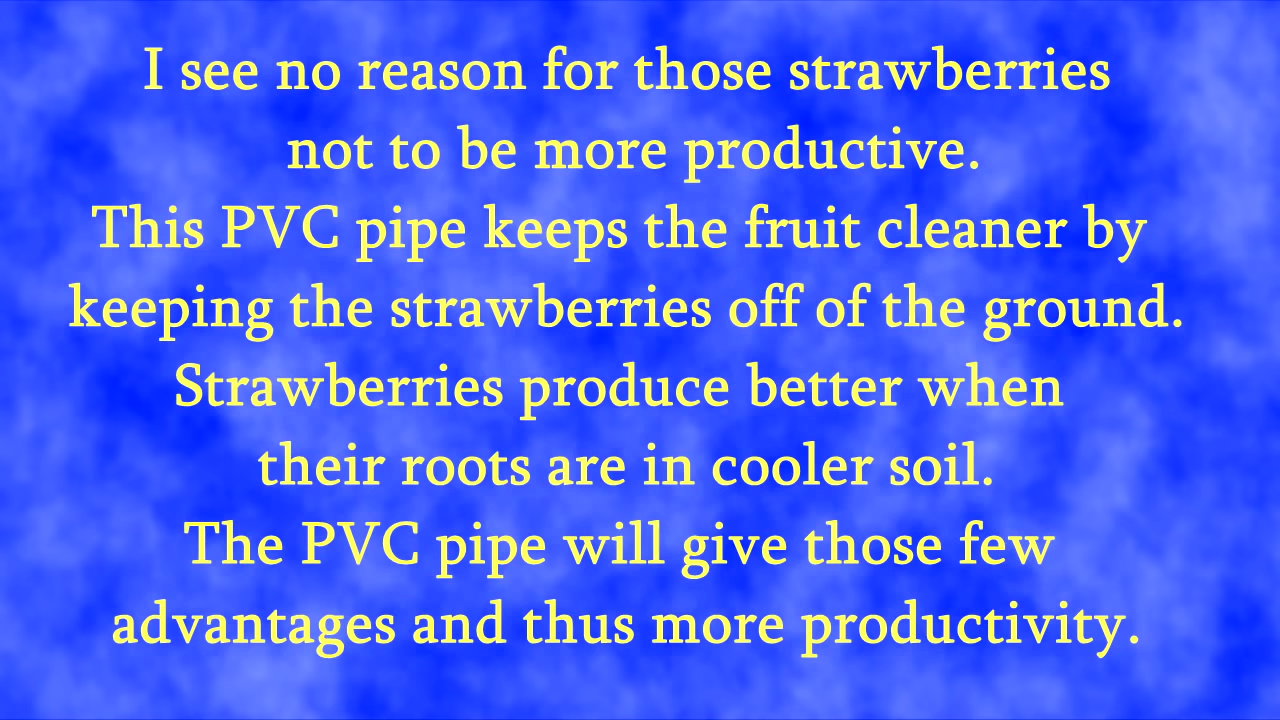 I see no reason for those strawberries
not to be more productive.
This PVC pipe keeps the fruit cleaner by
keeping the strawberries off of the ground.
Strawberries produce better when
their roots are in cooler soil.
The PVC pipe will give those few
advantages and thus more productivity.